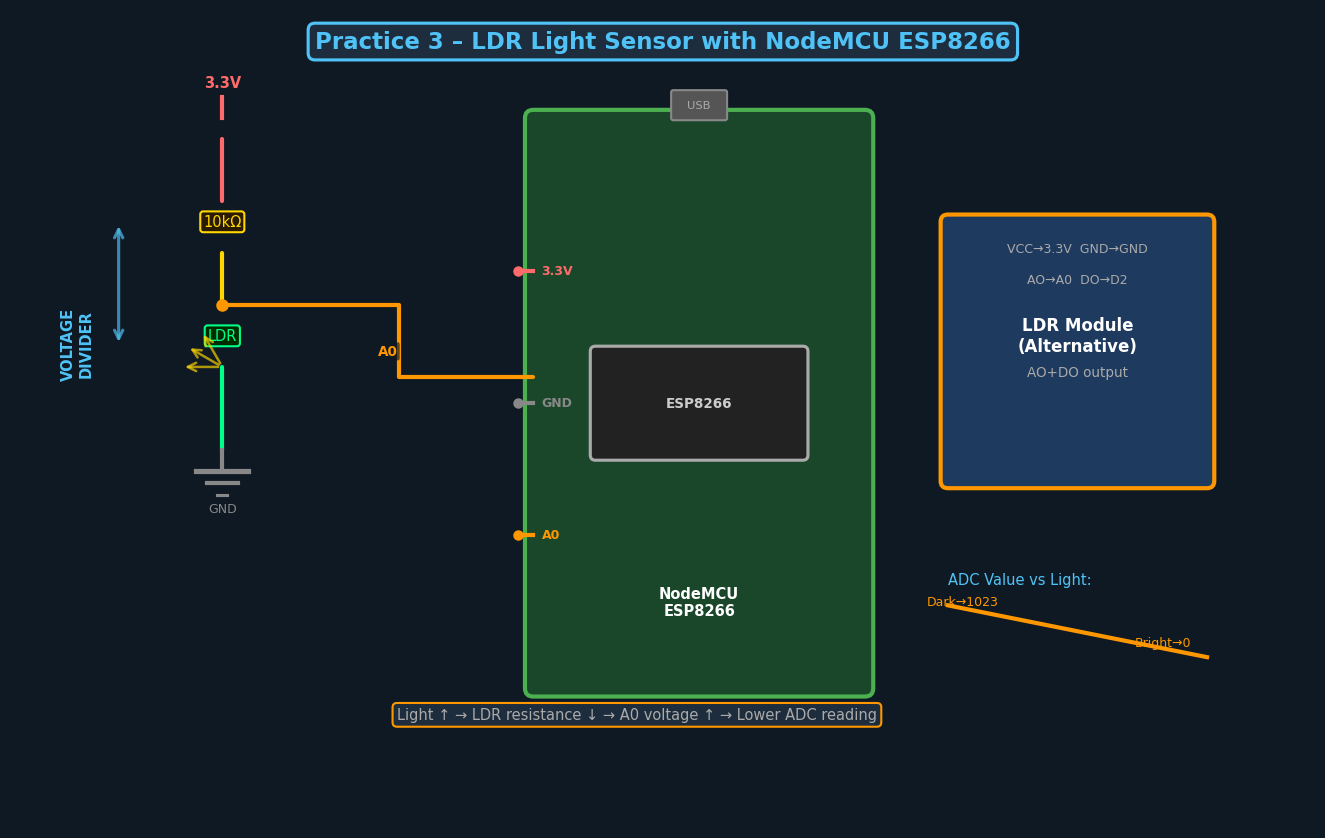 Practice 3 – LDR Light Sensor with NodeMCU ESP8266
3.3V
USB
10kΩ
VOLTAGE
DIVIDER
LDR
A0
GND
3.3V
GND
A0
ESP8266
NodeMCU
ESP8266
VCC→3.3V  GND→GND
AO→A0  DO→D2
LDR Module
(Alternative)
AO+DO output
ADC Value vs Light:
Dark→1023
Bright→0
Light ↑ → LDR resistance ↓ → A0 voltage ↑ → Lower ADC reading